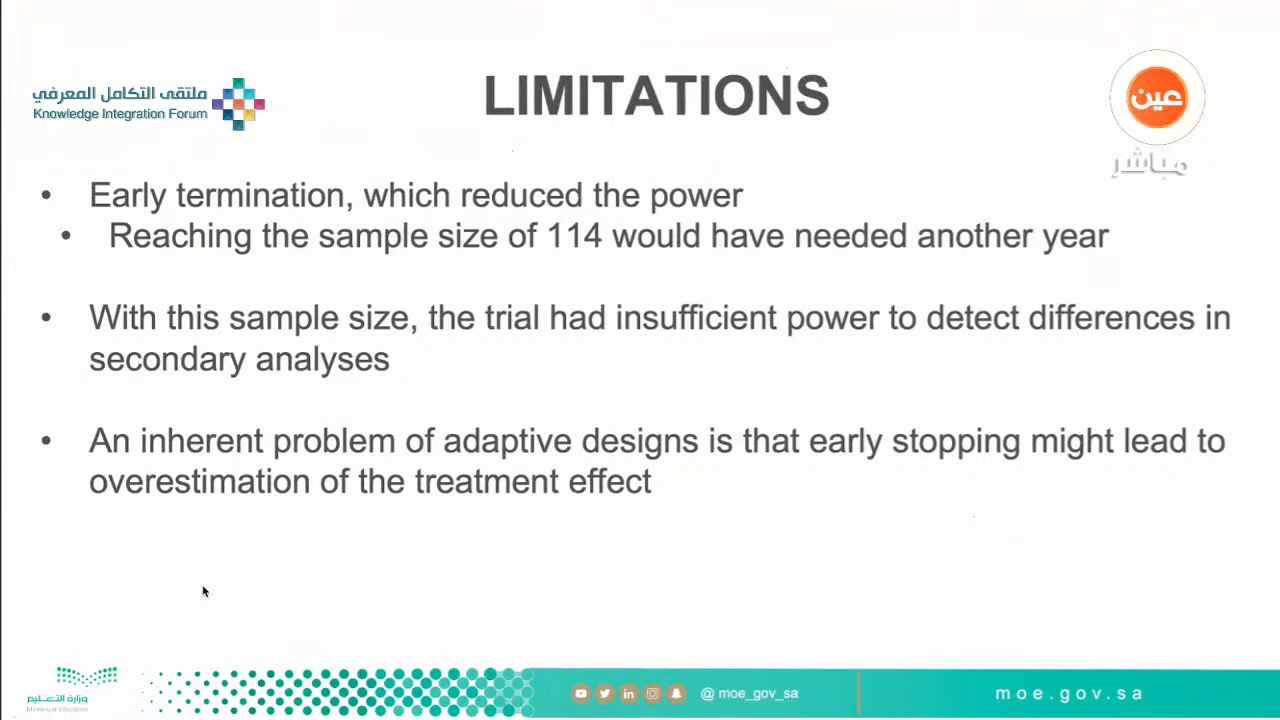 ملتقى التكامل المعرفي
Knowledge Integration Forum
LIMITATIONS
عين
مباشر
• Early termination, which reduced the power
• Reaching the sample size of 114 would have needed another year
• With this sample size, the trial had insufficient power to detect differences in
secondary analyses
• An inherent problem of adaptive designs is that early stopping might lead to
overestimation of the treatment effect
وزارة التعليم
Ministry of Education
@ moe_gov_sa
moe.gov.sa